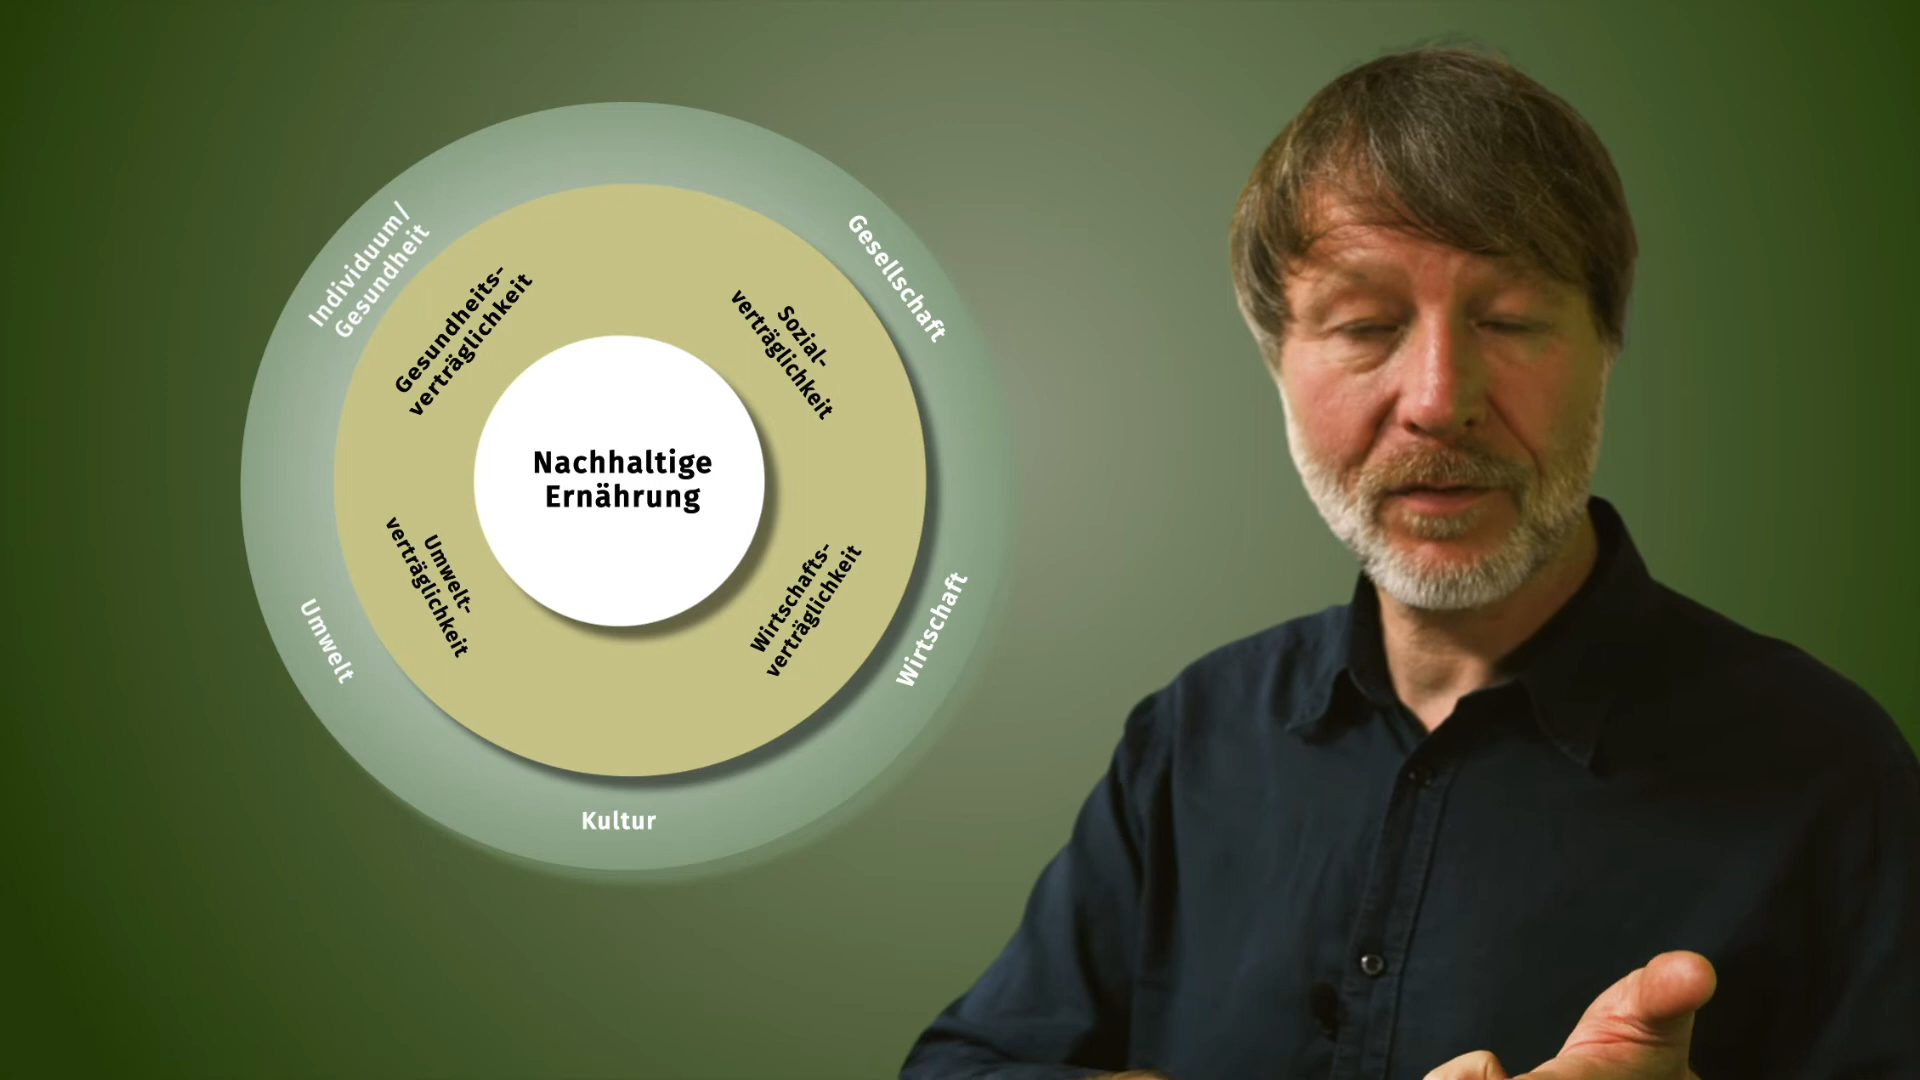 Individuum/
Gesundheit
Gesellschaft
Gesundheits-
verträglichkeit
Sozial-
verträglichkeit
Nachhaltige
Ernährung
Umwelt-
verträglichkeit
Wirtschafts-
verträglichkeit
Umwelt
Wirtschaft
Kultur